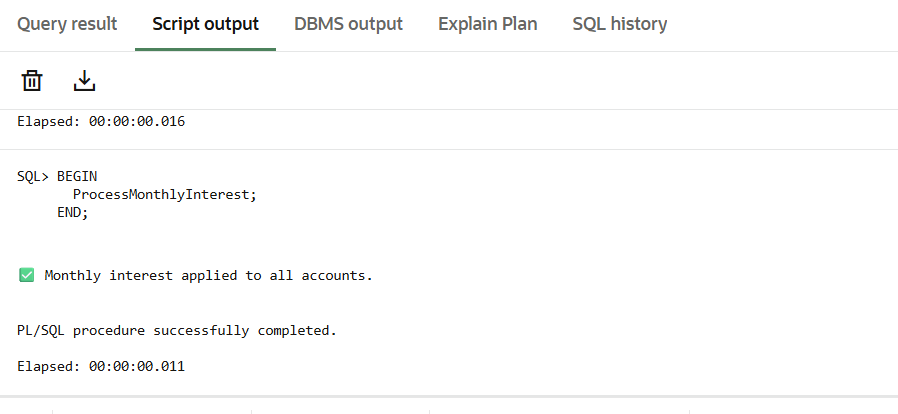 Query result Script output DBMS output Explain Plan SQL history
Elapsed: 00:00:00.016
SQL> BEGIN
ProcessMonthlyInterest;
END;
✅ Monthly interest applied to all accounts.
PL/SQL procedure successfully completed.
Elapsed: 00:00:00.011